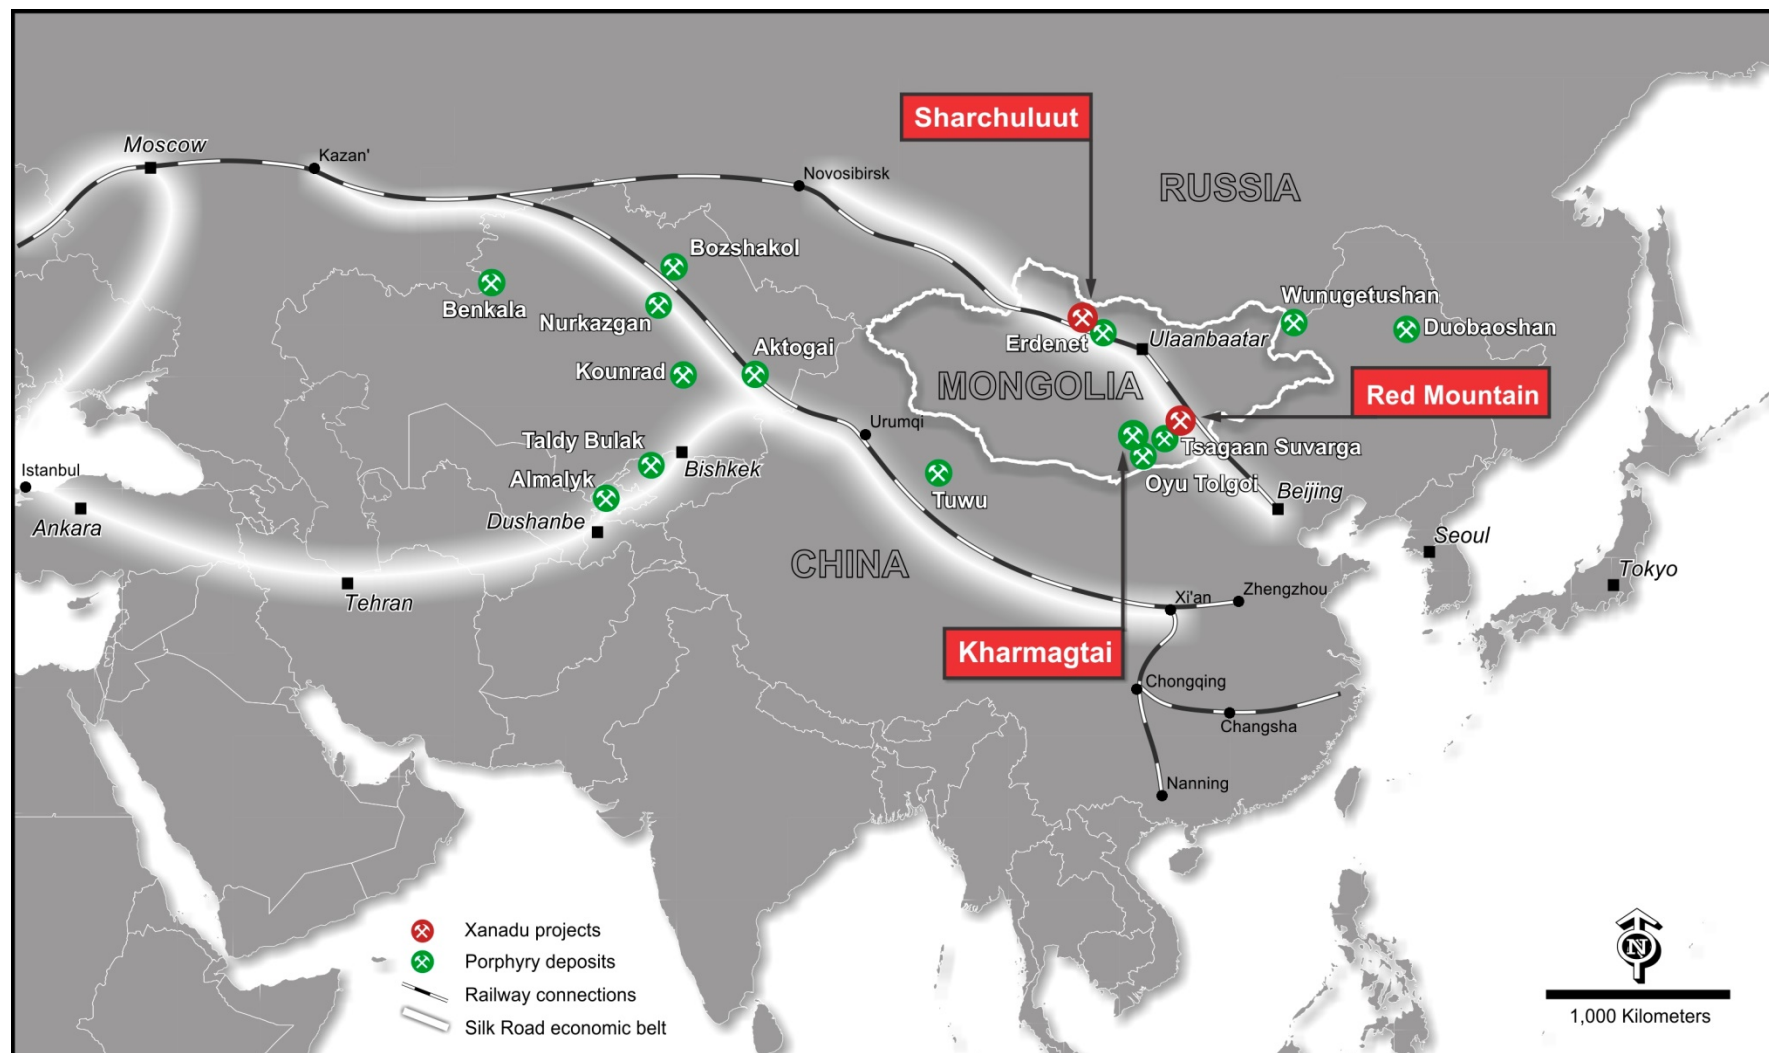 Sharchuluut
Moscow
Kazan'
Novosibirsk
RUSSIA
Bozshakol
Benkala
Nurkazgan
Wunugetushan
Duobaoshan
Erdenet
Ulaanbaatar
Aktogai
Kounrad
MONGOLIA
Red Mountain
Urumqi
Taldy Bulak
Bishkek
Tsagaan Suvarga
Istanbul
Almalyk
Oyu Tolgoi
Beijing
Tuwu
Ankara
Dushanbe
Seoul
CHINA
Tokyo
Tehran
Xi'an
Zhengzhou
Kharmagtai
Chongqing
Changsha
Nanning
Xanadu projects
Porphyry deposits
Railway connections
Silk Road economic belt
N
1,000 Kilometers